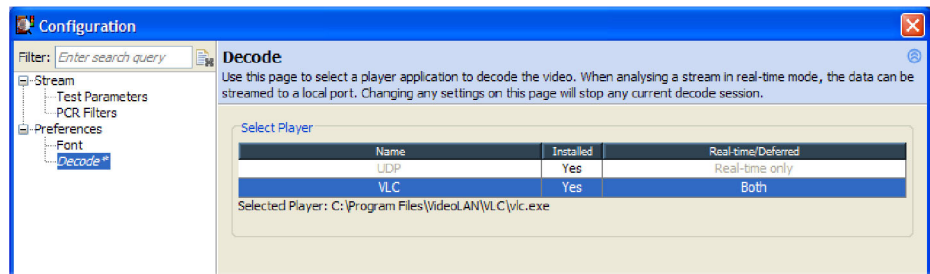 Configuration
Filter: Enter search query
Stream
Test Parameters
PCR Filters
Preferences
Font
Decode*
Decode
Use this page to select a player application to decode the video. When analysing a stream in real-time mode, the data can be
streamed to a local port. Changing any settings on this page will stop any current decode session.
Select Player
Name Installed Real-time/Deferred
UDP Yes Real-time only
VLC Yes Both
Selected Player: C:\Program Files\VideoLAN\VLC\vlc.exe